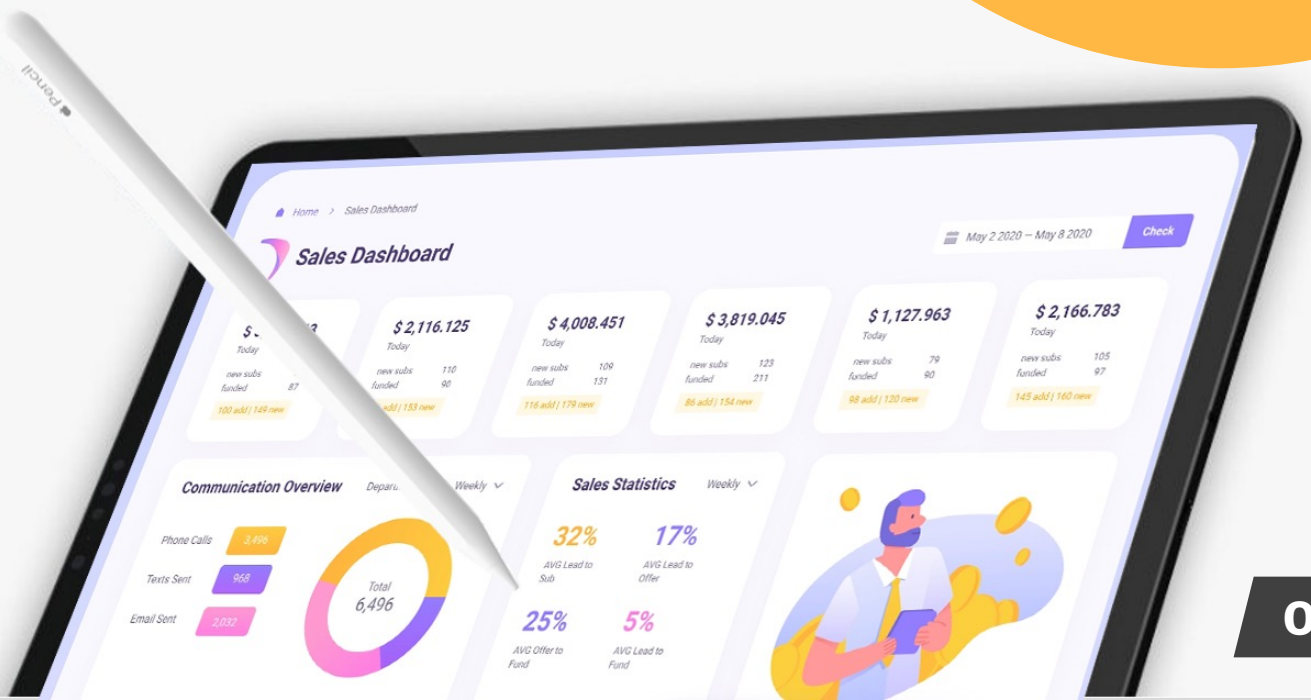 Pencil
Home > Sales Dashboard
Sales Dashboard
May 2 2020 — May 8 2020
Check
Today
new subs
funded 87
100 add | 149 new
$ 2,116.125
Today
new subs 110
funded 90
add | 153 new
$ 4,008.451
Today
new subs 109
funded 131
116 add | 179 new
$ 3,819.045
Today
new subs 123
funded 211
86 add | 154 new
$ 1,127.963
Today
new subs 79
funded 90
98 add | 120 new
$ 2,166.783
Today
new subs 105
funded 97
145 add | 160 new
Communication Overview
Weekly
Phone Calls 3,496
Texts Sent 968
Email Sent 2,032
Total
6,496
Sales Statistics
Weekly
32%
AVG Lead to
Sub
17%
AVG Lead to
Offer
25%
AVG Offer to
Fund
5%
AVG Lead to
Fund